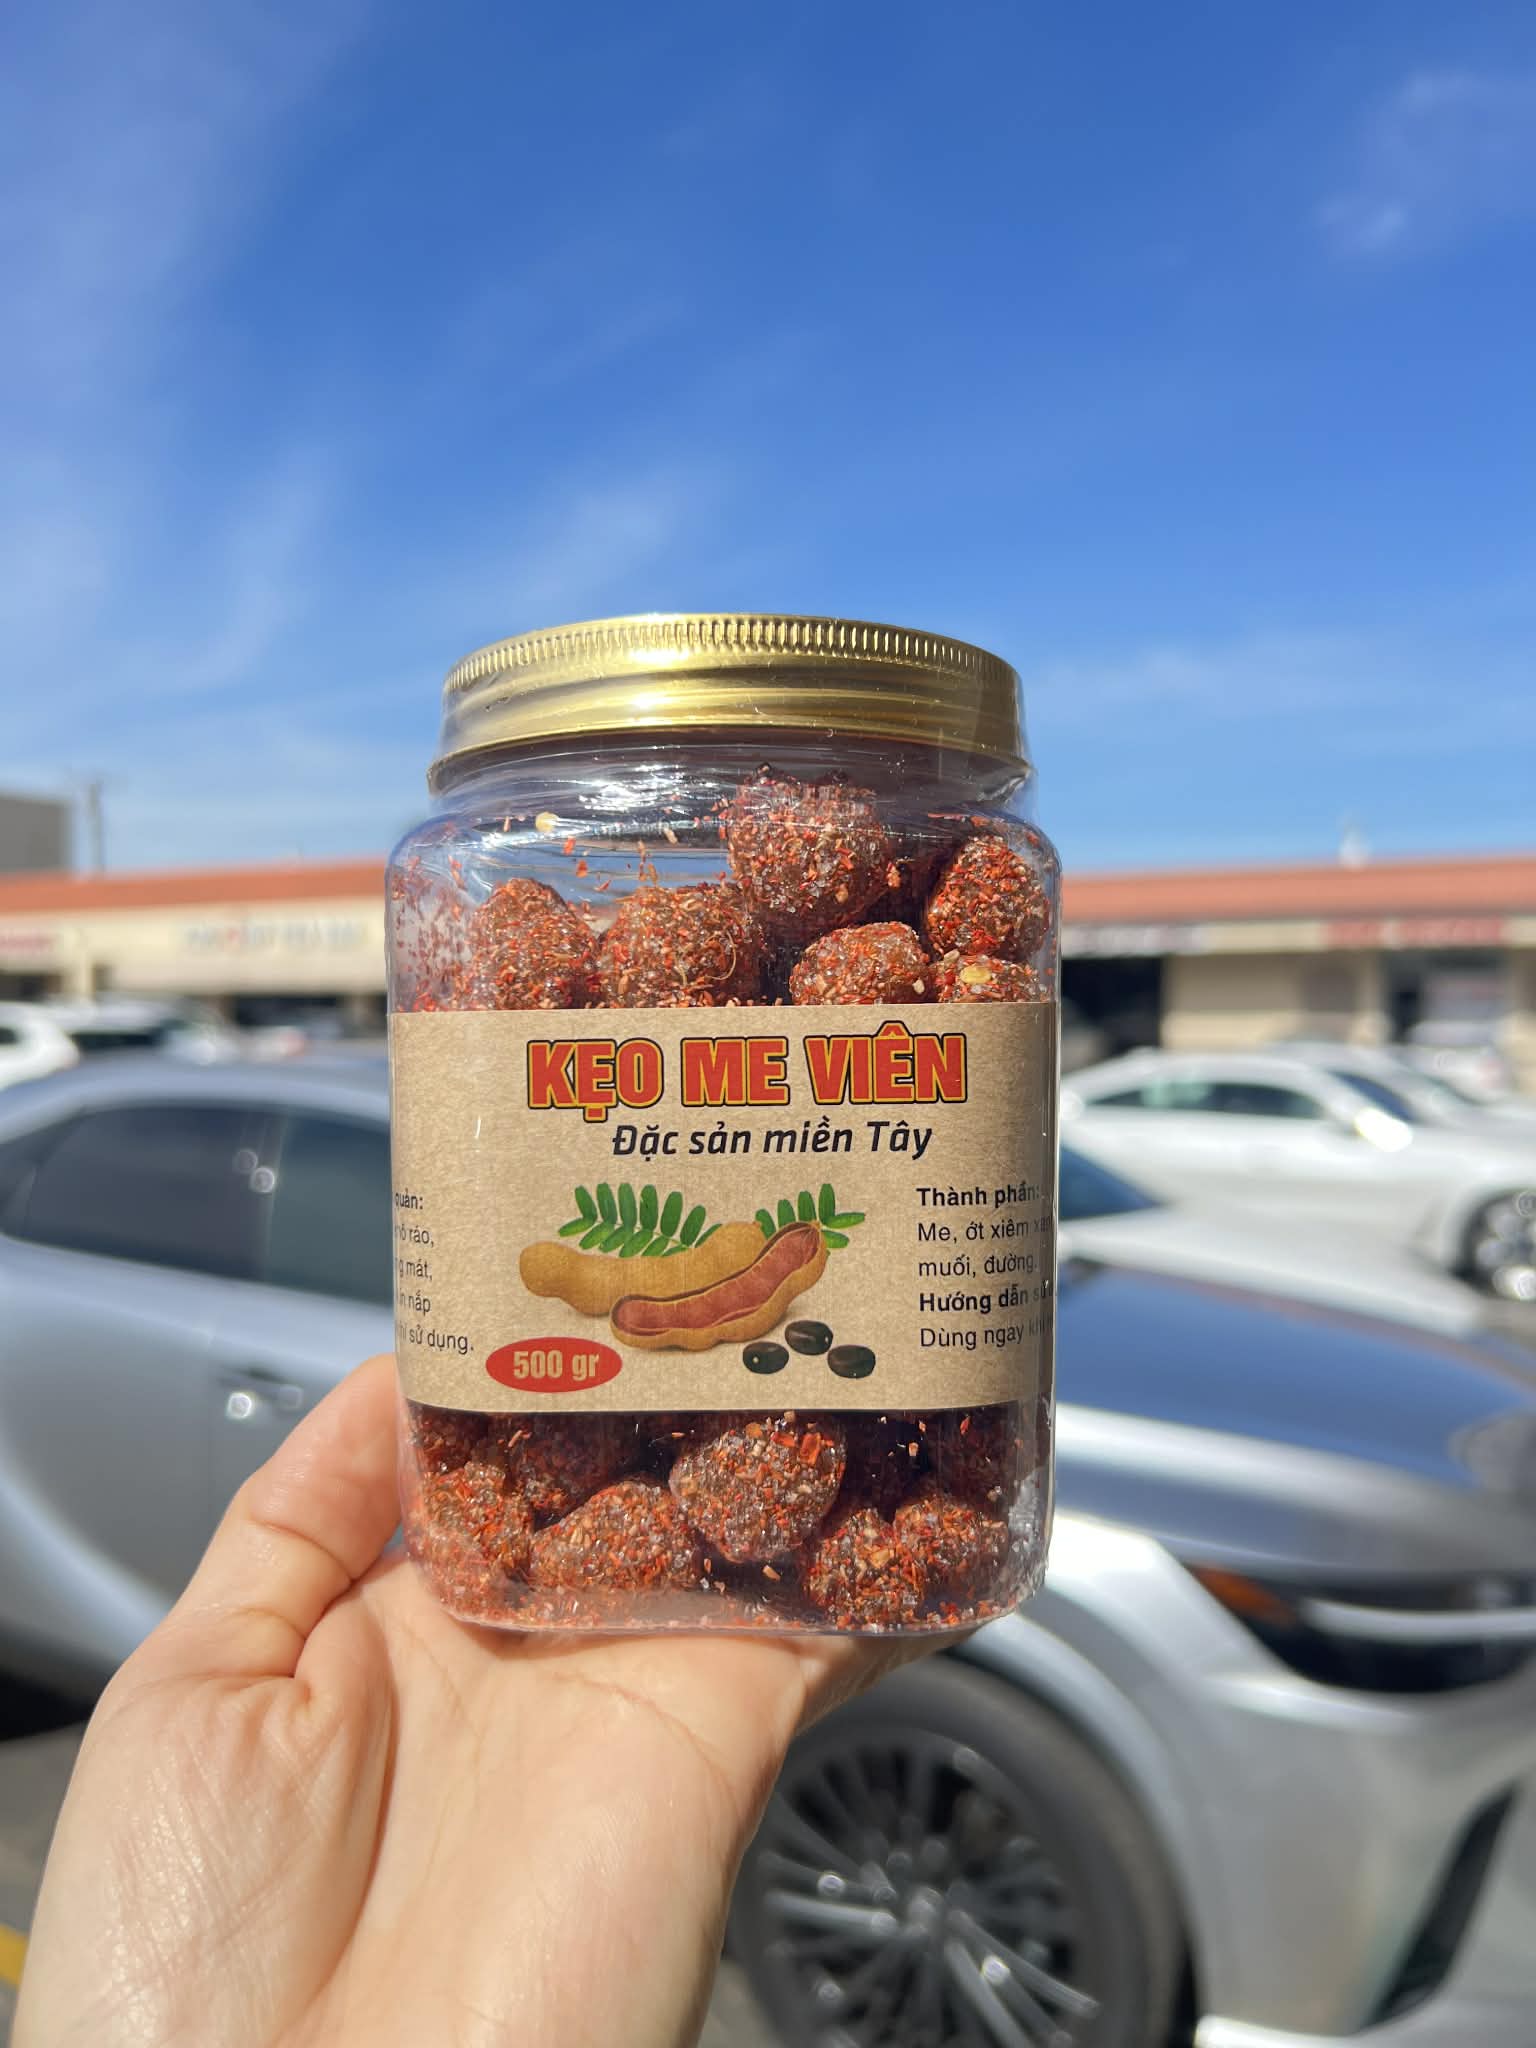 KẸO ME VIÊN
Đặc sản miền Tây
quản:
ráo,
mát,
nắp
sử dụng.
500 gr
Thành phần:
Me, ớt xiêm
muối, đường.
Hướng dẫn
Dùng ngay